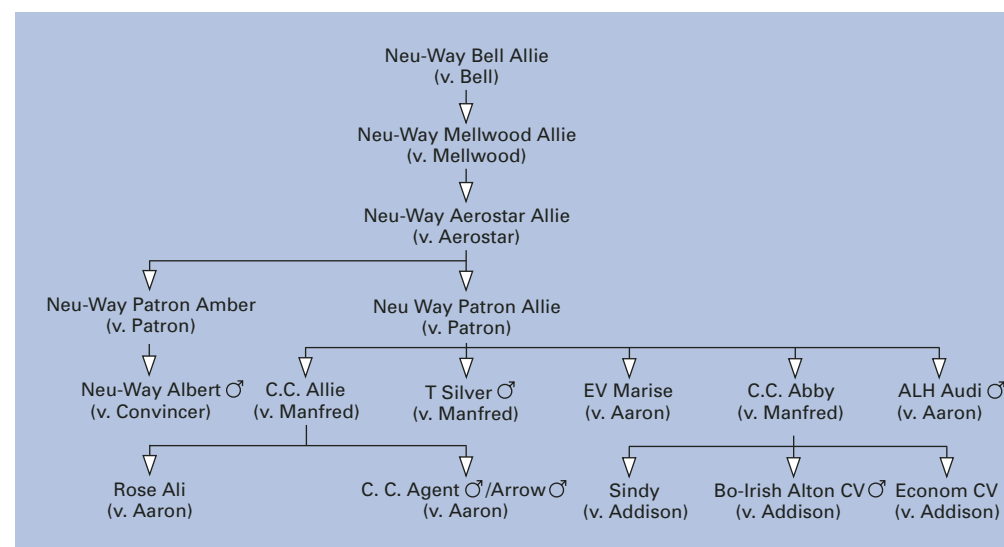 Neu-Way Bell Allie
(v. Bell)
Neu-Way Mellwood Allie
(v. Mellwood)
Neu-Way Aerostar Allie
(v. Aerostar)
Neu-Way Patron Amber
(v. Patron)
Neu Way Patron Allie
(v. Patron)
Neu-Way Albert ♂
(v. Convincer)
C.C. Allie
(v. Manfred)
T Silver ♂
(v. Manfred)
EV Marise
(v. Aaron)
C.C. Abby
(v. Manfred)
ALH Audi ♂
(v. Aaron)
Rose Ali
(v. Aaron)
C. C. Agent ♂/Arrow ♂
(v. Aaron)
Sindy
(v. Addison)
Bo-Irish Alton CV ♂
(v. Addison)
Econom CV
(v. Addison)